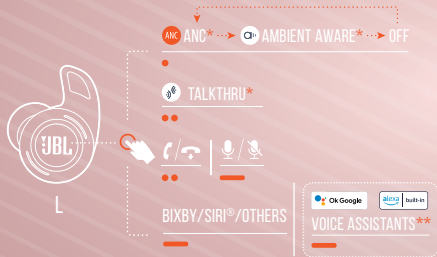 ANC ANC* AMBIENT AWARE* OFF
TALKTHRU*
JBL
L
BIXBY/SIRI®/OTHERS
Ok Google
alexa built-in
VOICE ASSISTANTS**